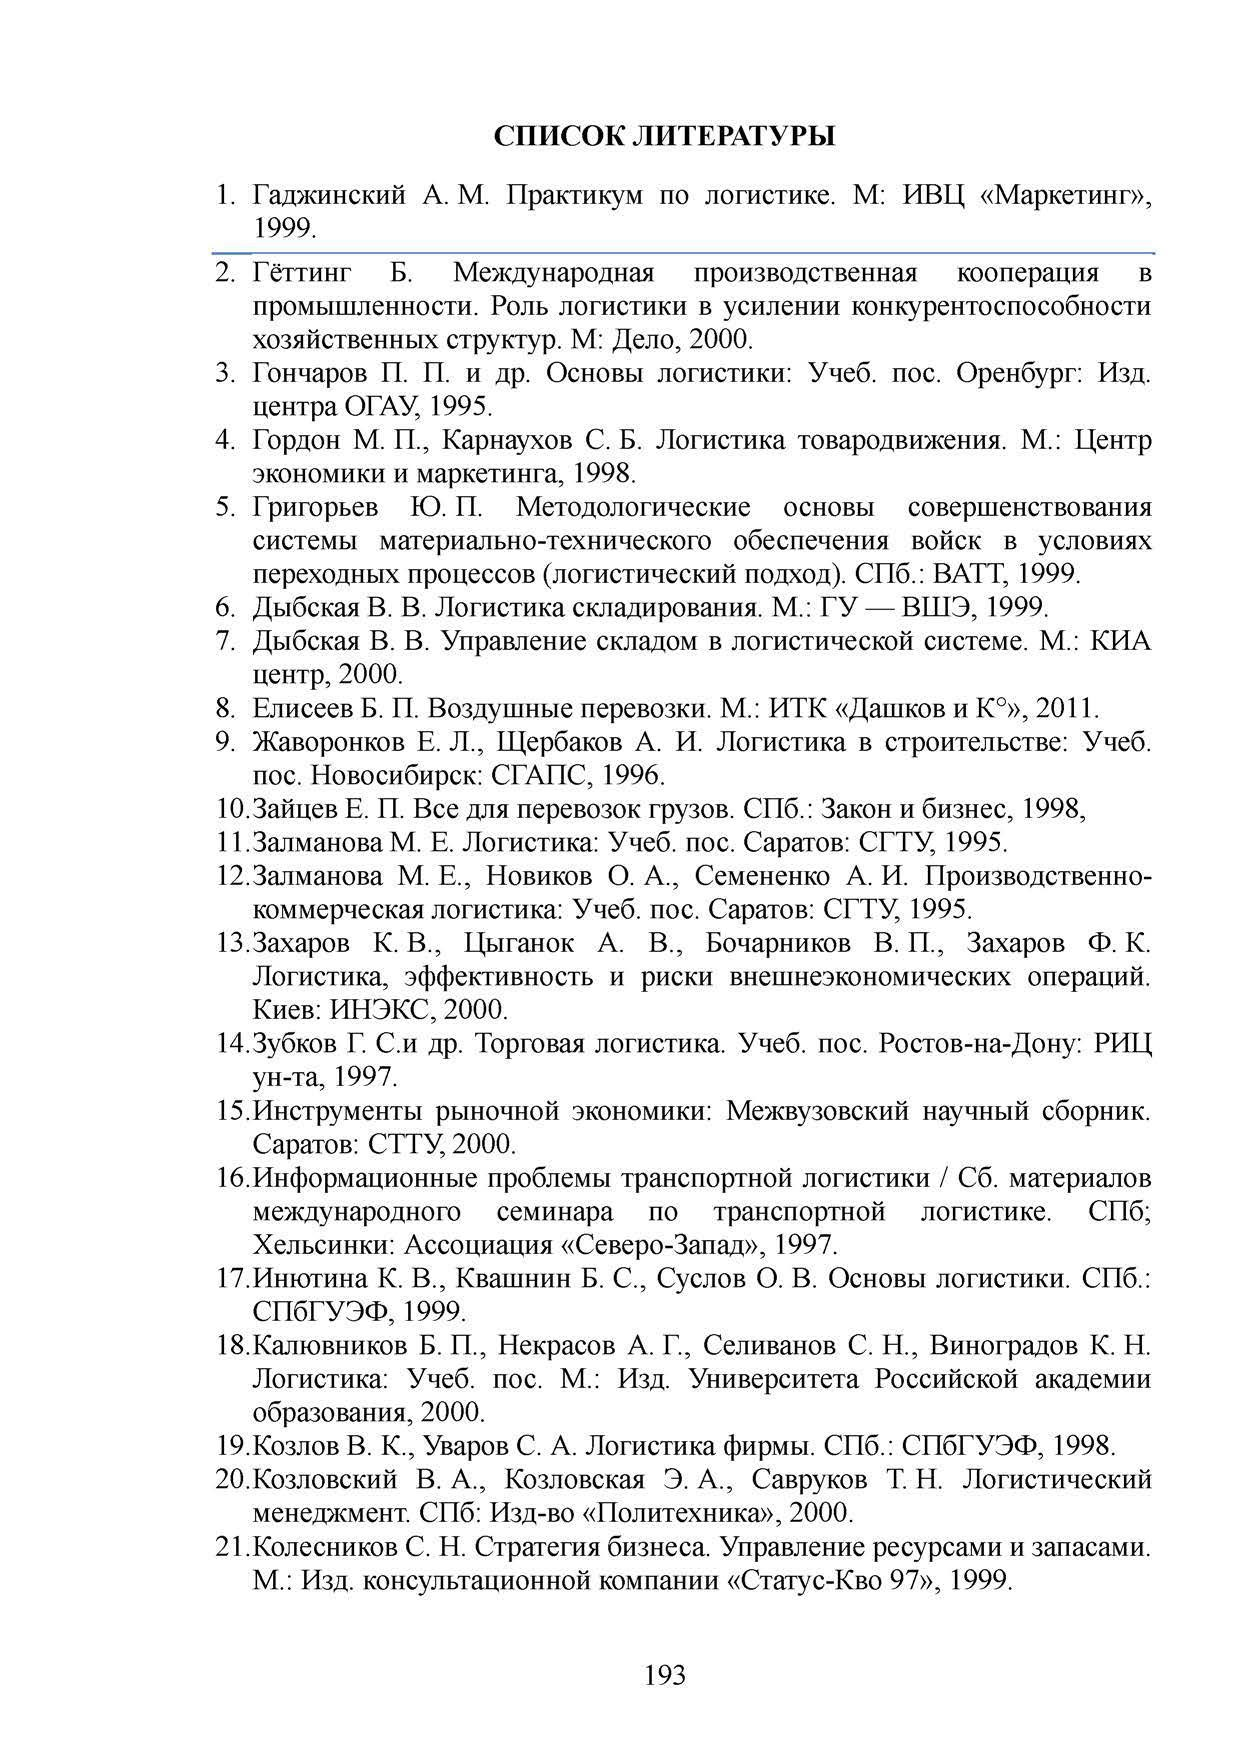 СПИСОК ЛИТЕРАТУРЫ
1. Гаджинский А. М. Практикум по логистике. М: ИВЦ «Маркетинг»,
1999.
2. Гёттинг Б. Международная производственная кооперация в
промышленности. Роль логистики в усилении конкурентоспособности
хозяйственных структур. М: Дело, 2000.
3. Гончаров П. П. и др. Основы логистики: Учеб. пос. Оренбург: Изд.
центра ОГАУ, 1995.
4. Гордон М. П., Карнаухов С. Б. Логистика товародвижения. М.: Центр
экономики и маркетинга, 1998.
5. Григорьев Ю. П. Методологические основы совершенствования
системы материально-технического обеспечения войск в условиях
переходных процессов (логистический подход). СПб.: ВАТТ, 1999.
6. Дыбская В. В. Логистика складирования. М.: ГУ — ВШЭ, 1999.
7. Дыбская В. В. Управление складом в логистической системе. М.: КИА
центр, 2000.
8. Елисеев Б. П. Воздушные перевозки. М.: ИТК «Дашков и К°», 2011.
9. Жаворонков Е. Л., Щербаков А. И. Логистика в строительстве: Учеб.
пос. Новосибирск: СГАПС, 1996.
10.Зайцев Е. П. Все для перевозок грузов. СПб.: Закон и бизнес, 1998,
11.Залманова М. Е. Логистика: Учеб. пос. Саратов: СГТУ, 1995.
12.Залманова М. Е., Новиков О. А., Семененко А. И. Производственно-
коммерческая логистика: Учеб. пос. Саратов: СГТУ, 1995.
13.Захаров К. В., Цыганок А. В., Бочарников В. П., Захаров Ф. К.
Логистика, эффективность и риски внешнеэкономических операций.
Киев: ИНЭКС, 2000.
14.Зубков Г. С.и др. Торговая логистика. Учеб. пос. Ростов-на-Дону: РИЦ
ун-та, 1997.
15.Инструменты рыночной экономики: Межвузовский научный сборник.
Саратов: СТТУ, 2000.
16.Информационные проблемы транспортной логистики / Сб. материалов
международного семинара по транспортной логистике. СПб;
Хельсинки: Ассоциация «Северо-Запад», 1997.
17.Инютина К. В., Квашнин Б. С., Суслов О. В. Основы логистики. СПб.:
СПбГУЭФ, 1999.
18.Калювников Б. П., Некрасов А. Г., Селиванов С. Н., Виноградов К. Н.
Логистика: Учеб. пос. М.: Изд. Университета Российской академии
образования, 2000.
19.Козлов В. К., Уваров С. А. Логистика фирмы. СПб.: СПбГУЭФ, 1998.
20.Козловский В. А., Козловская Э. А., Савруков Т. Н. Логистический
менеджмент. СПб: Изд-во «Политехника», 2000.
21.Колесников С. Н. Стратегия бизнеса. Управление ресурсами и запасами.
М.: Изд. консультационной компании «Статус-Кво 97», 1999.
193